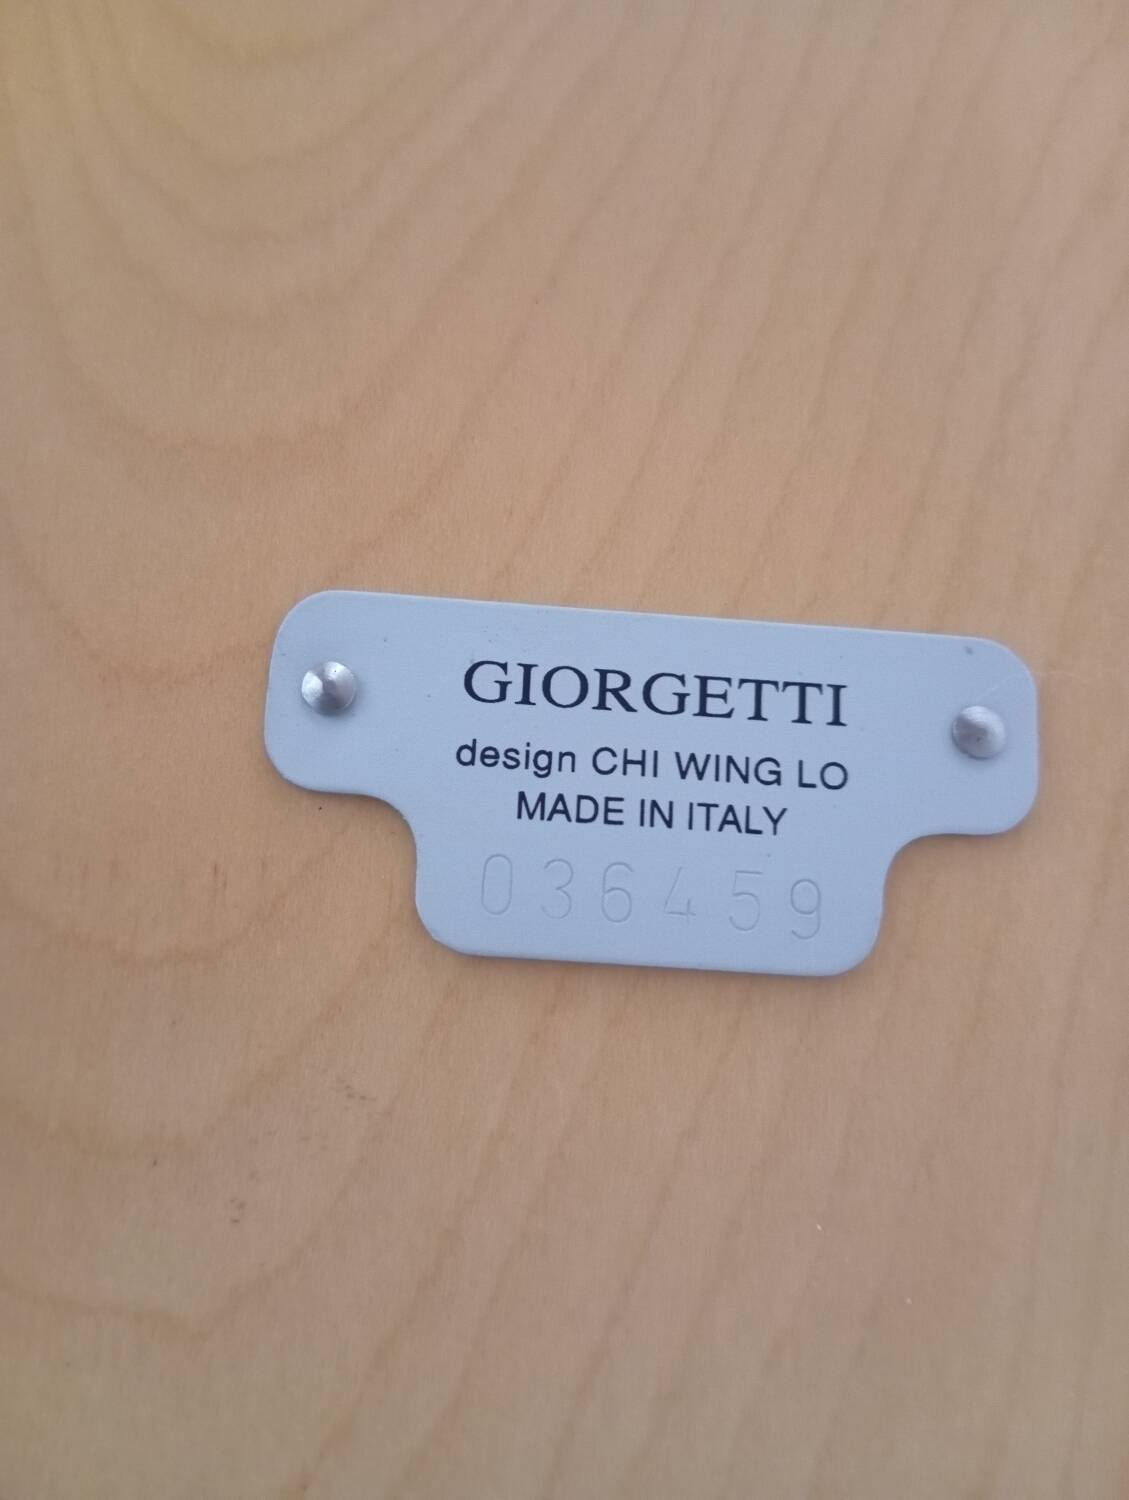 GIORGETTI
design CHI WING LO
MADE IN ITALY
036459